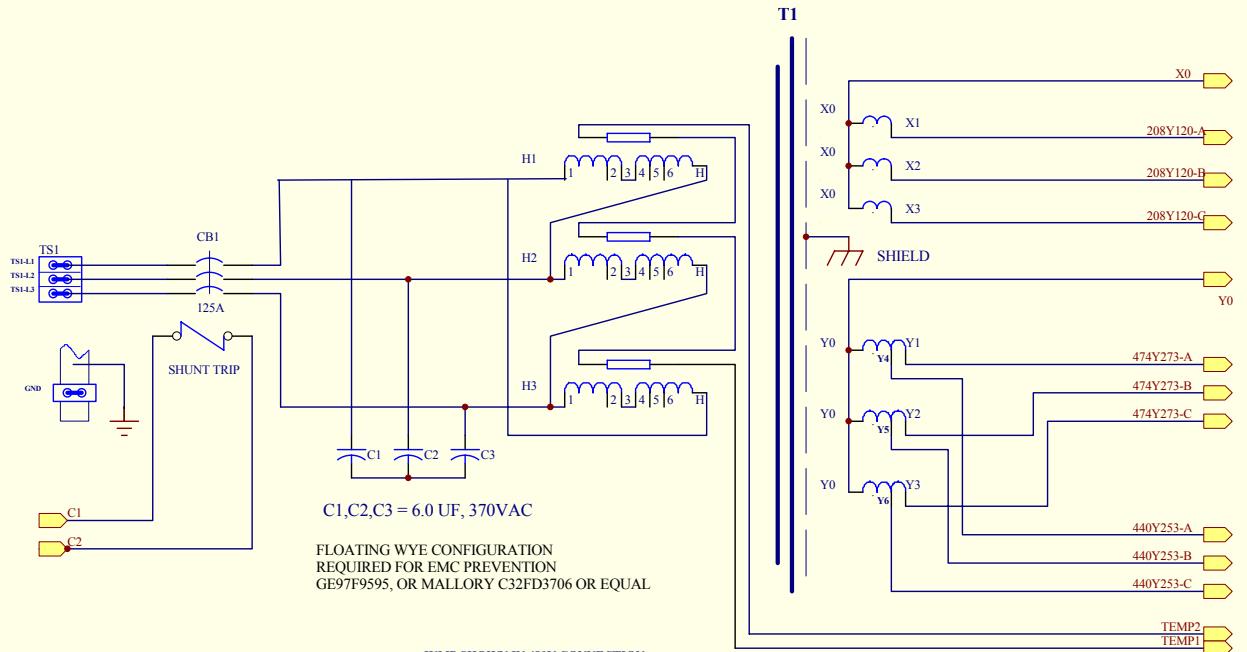 T1
X0
X0
X1
208Y120-A
X0
X2
208Y120-B
X0
X3
208Y120-C
SHIELD
Y0
Y0
Y1
Y4
474Y273-A
474Y273-B
Y0
Y2
Y5
474Y273-C
Y0
Y3
Y6
440Y253-A
440Y253-B
440Y253-C
TEMP2
TEMP1
H1
1 2 3 4 5 6 H
H2
1 2 3 4 5 6 H
H3
1 2 3 4 5 6 H
TS1
TS1-L1
TS1-L2
TS1-L3
CB1
125A
SHUNT TRIP
GND
C1
C2
C1
C2
C3
C1,C2,C3 = 6.0 UF, 370VAC
FLOATING WYE CONFIGURATION
REQUIRED FOR EMC PREVENTION
GE97F9595, OR MALLORY C32FD3706 OR EQUAL